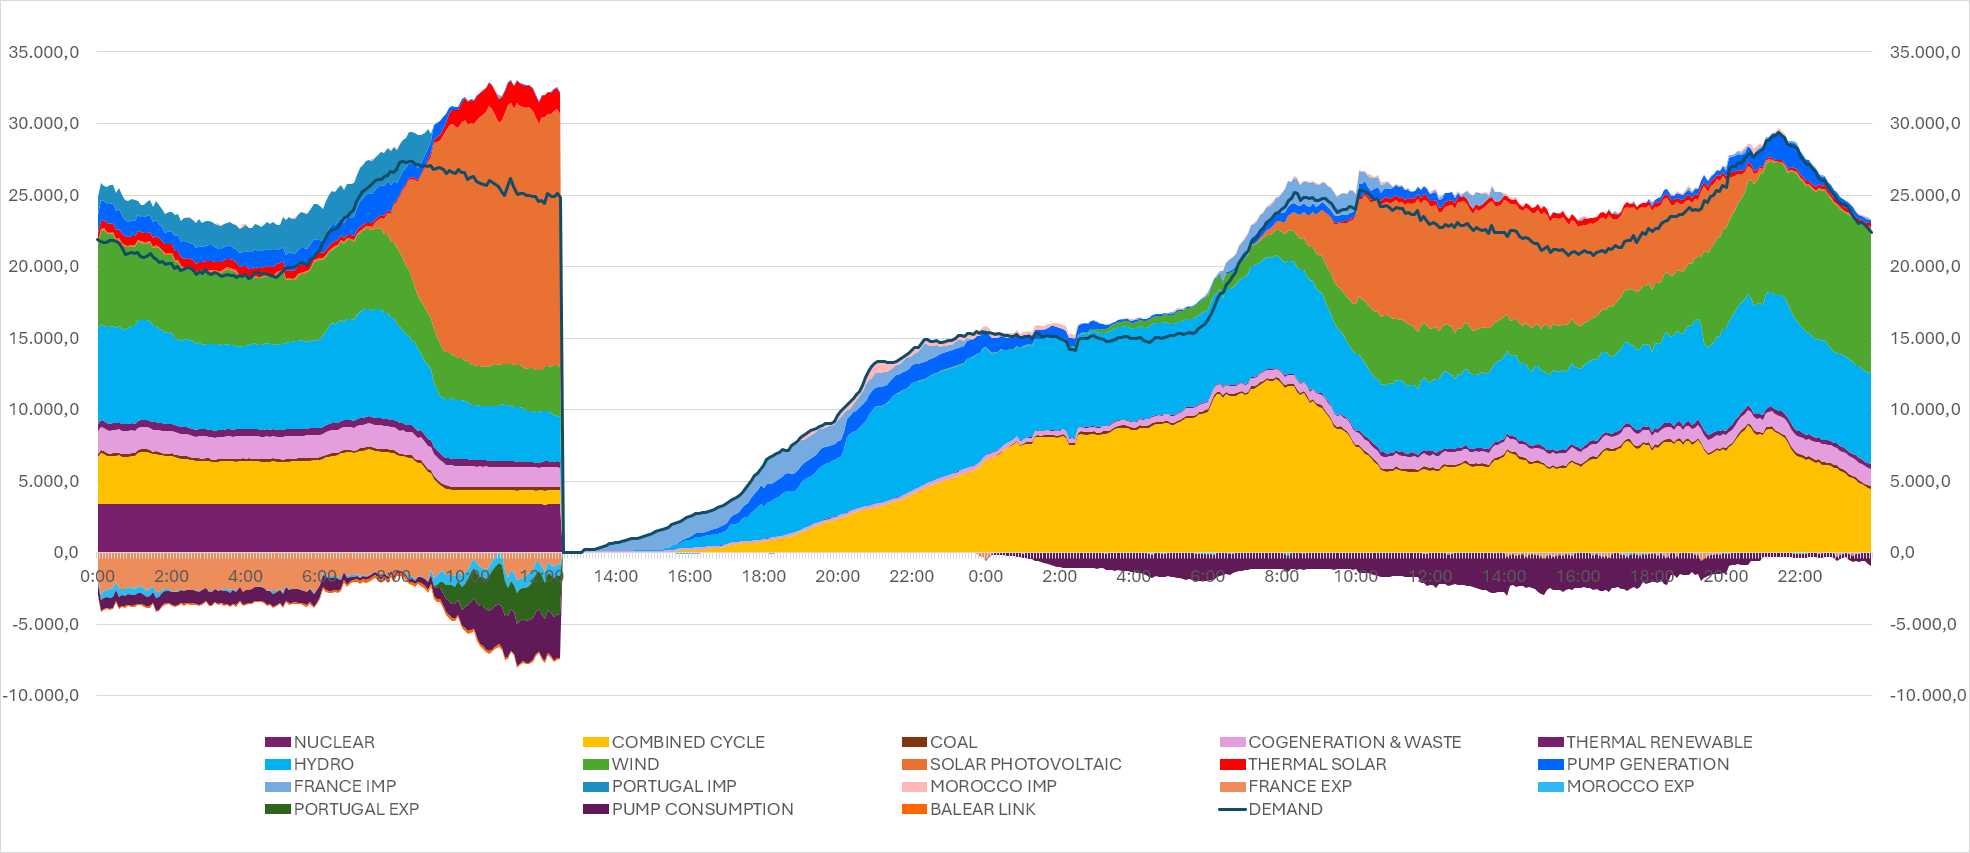 35.000,0 35.000,0
30.000,0 30.000,0
25.000,0 25.000,0
20.000,0 20.000,0
15.000,0 15.000,0
10.000,0 10.000,0
5.000,0 5.000,0
0,0 0,0
0:00 2:00 4:00 6:00 8:00 10:00 12:00 14:00 16:00 18:00 20:00 22:00 0:00 2:00 4:00 6:00 8:00 10:00 12:00 14:00 16:00 18:00 20:00 22:00
-5.000,0 -5.000,0
-10.000,0 -10.000,0
NUCLEAR COMBINED CYCLE COAL COGENERATION & WASTE THERMAL RENEWABLE
HYDRO WIND SOLAR PHOTOVOLTAIC THERMAL SOLAR PUMP GENERATION
FRANCE IMP PORTUGAL IMP MOROCCO IMP FRANCE EXP MOROCCO EXP
PORTUGAL EXP PUMP CONSUMPTION BALEAR LINK DEMAND